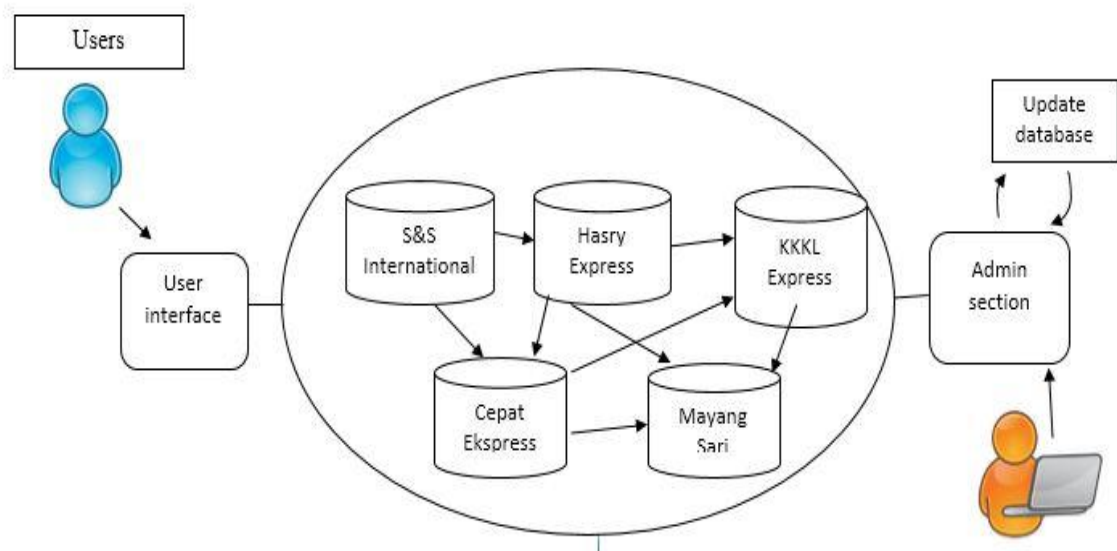 Users
Update
database
S&S
International
Hasry
Express
KKKL
Express
User
interface
Admin
section
Cepat
Ekspress
Mayang
Sari